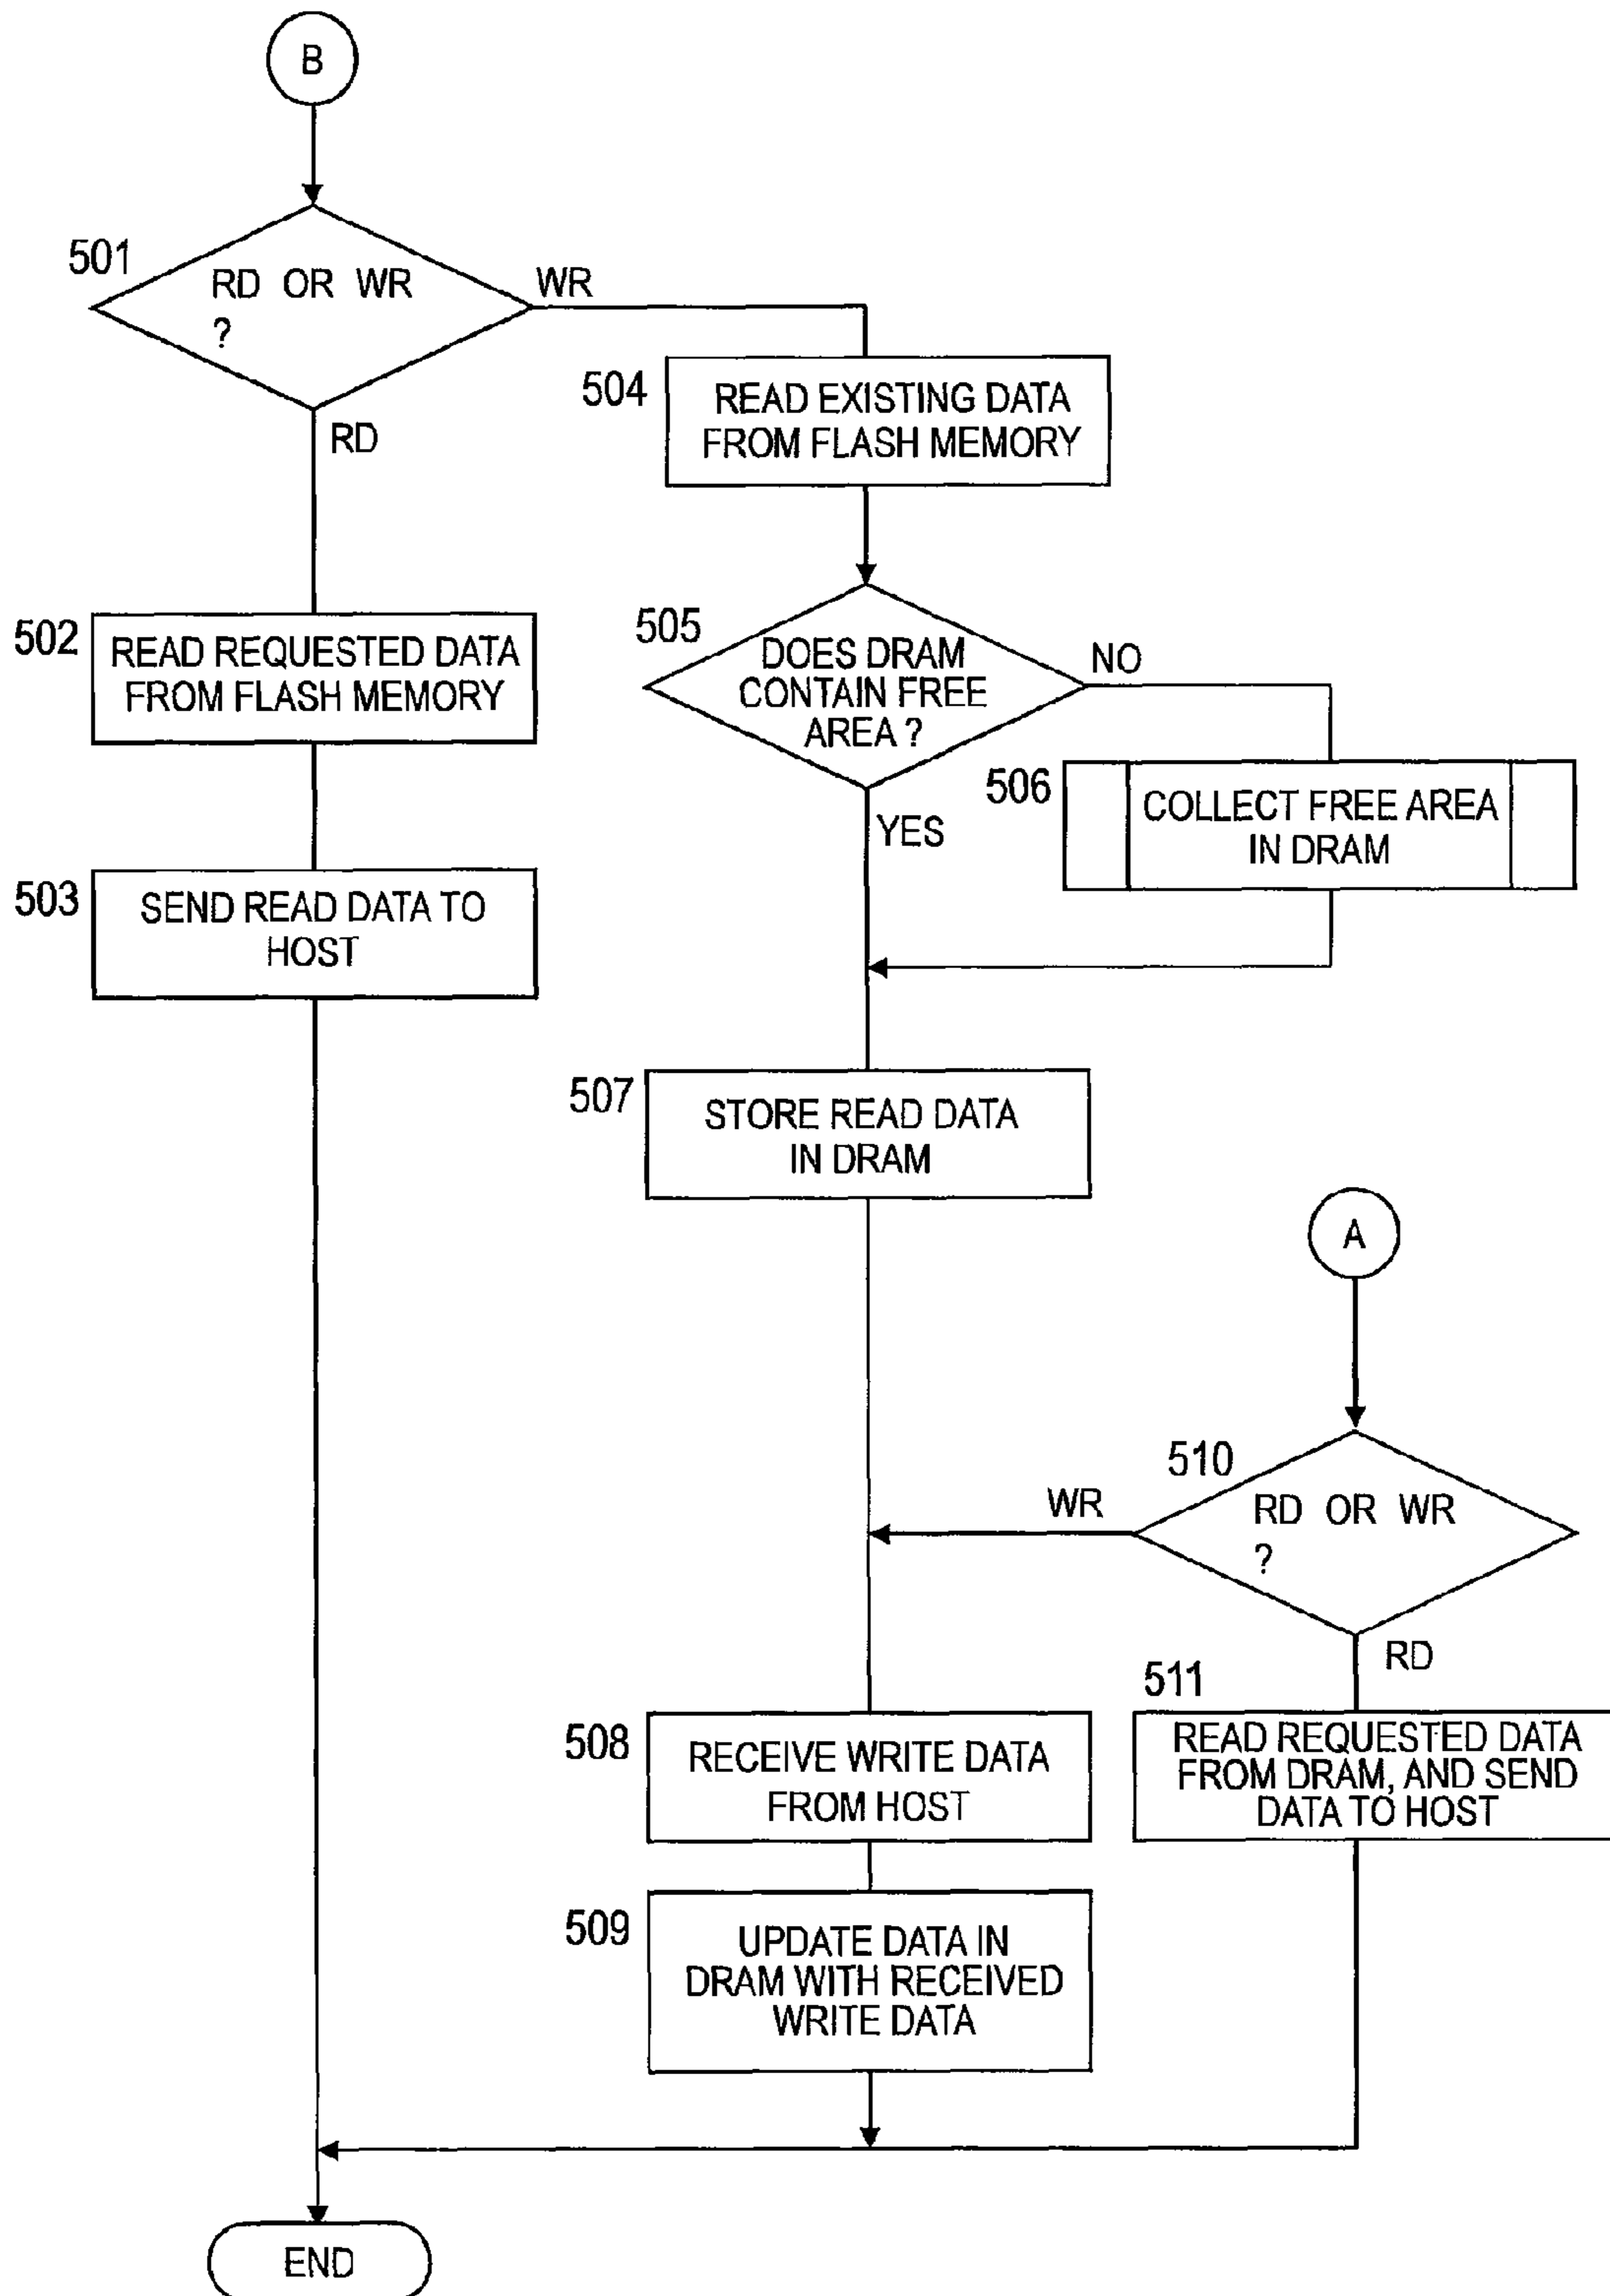 B
501
RD OR WR
?
WR
RD
504
READ EXISTING DATA
FROM FLASH MEMORY
505
DOES DRAM
CONTAIN FREE
AREA ?
NO
YES
502
READ REQUESTED DATA
FROM FLASH MEMORY
506
COLLECT FREE AREA
IN DRAM
503
SEND READ DATA TO
HOST
507
STORE READ DATA
IN DRAM
A
510
RD OR WR
?
WR
RD
511
READ REQUESTED DATA
FROM DRAM, AND SEND
DATA TO HOST
508
RECEIVE WRITE DATA
FROM HOST
509
UPDATE DATA IN
DRAM WITH RECEIVED
WRITE DATA
END